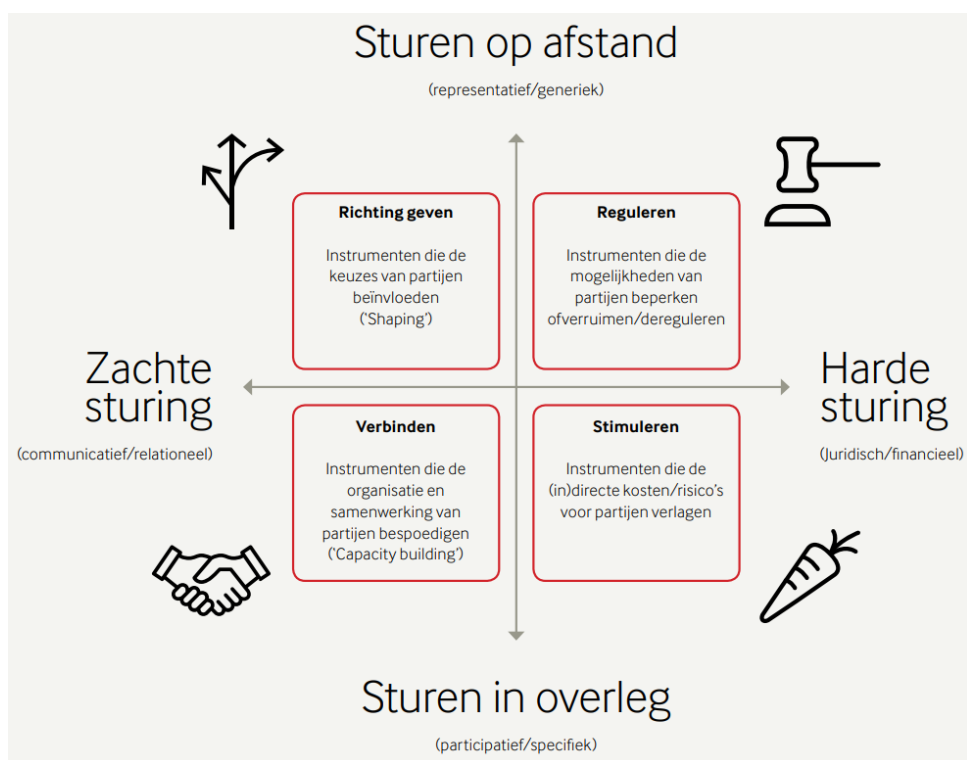 Sturen op afstand
(representatief/generiek)
Richting geven
Instrumenten die de
keuzes van partijen
beïnvloeden
('Shaping')
Reguleren
Instrumenten die de
mogelijkheden van
partijen beperken
ofverruimen/dereguleren
Zachte
sturing
(communicatief/relationeel)
Harde
sturing
(Juridisch/financieel)
Verbinden
Instrumenten die de
organisatie en
samenwerking van
partijen bespoedigen
('Capacity building')
Stimuleren
Instrumenten die de
(in)directe kosten/risico's
voor partijen verlagen
Sturen in overleg
(participatief/specifiek)